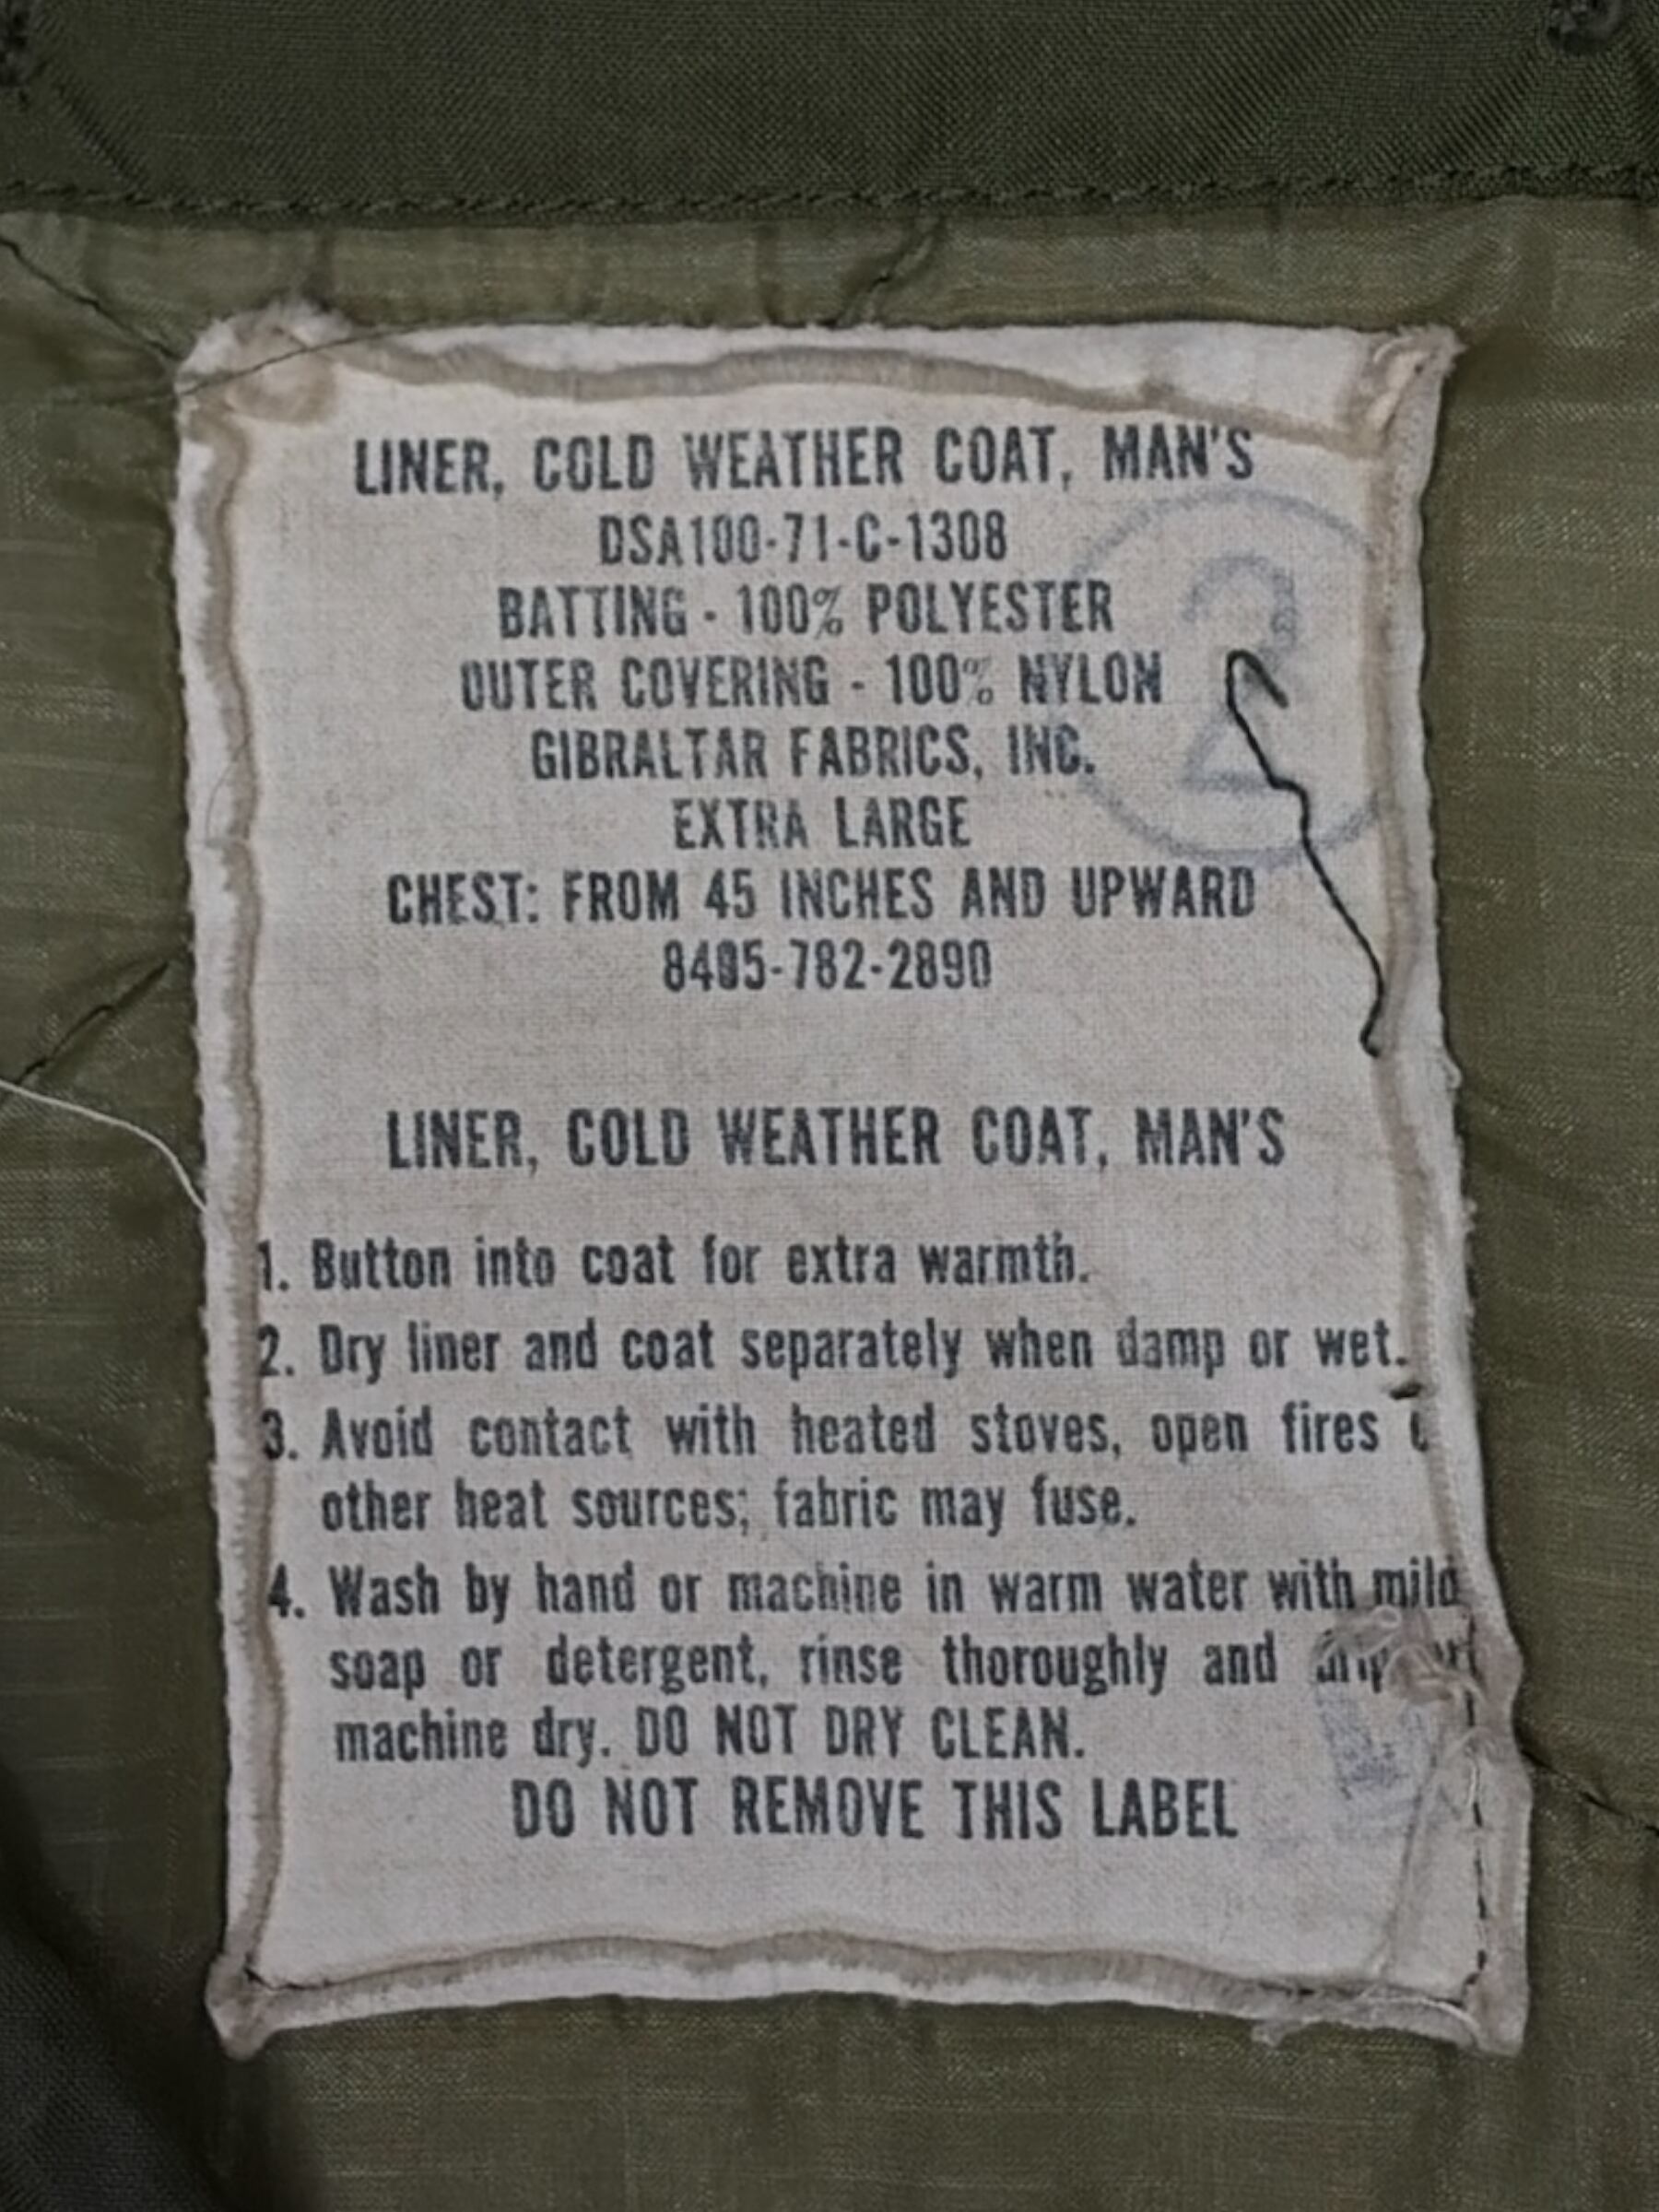 LINER, COLD WEATHER COAT, MAN'S
DSA100-71-C-1308
BATTING - 100% POLYESTER
OUTER COVERING - 100% NYLON
GIBRALTAR FABRICS, INC.
EXTRA LARGE
CHEST: FROM 45 INCHES AND UPWARD
8405-782-2890
2
LINER, COLD WEATHER COAT, MAN'S
1. Button into coat for extra warmth.
2. Dry liner and coat separately when damp or wet.
3. Avoid contact with heated stoves, open fires
other heat sources; fabric may fuse.
4. Wash by hand or machine in warm water with mild
soap or detergent, rinse thoroughly and
machine dry. DO NOT DRY CLEAN.
DO NOT REMOVE THIS LABEL